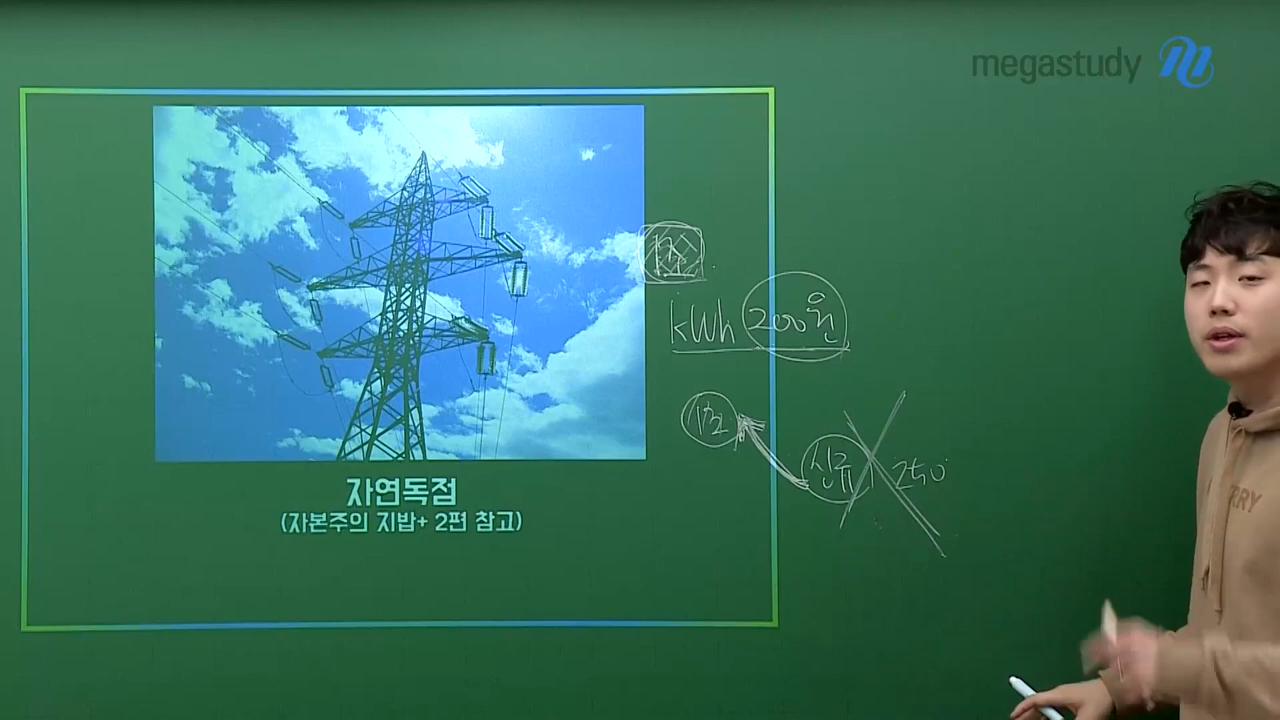 megastudy
kWh 200원
신규 250
자연독점
(자본주의 지밥+ 2편 참고)
RRY